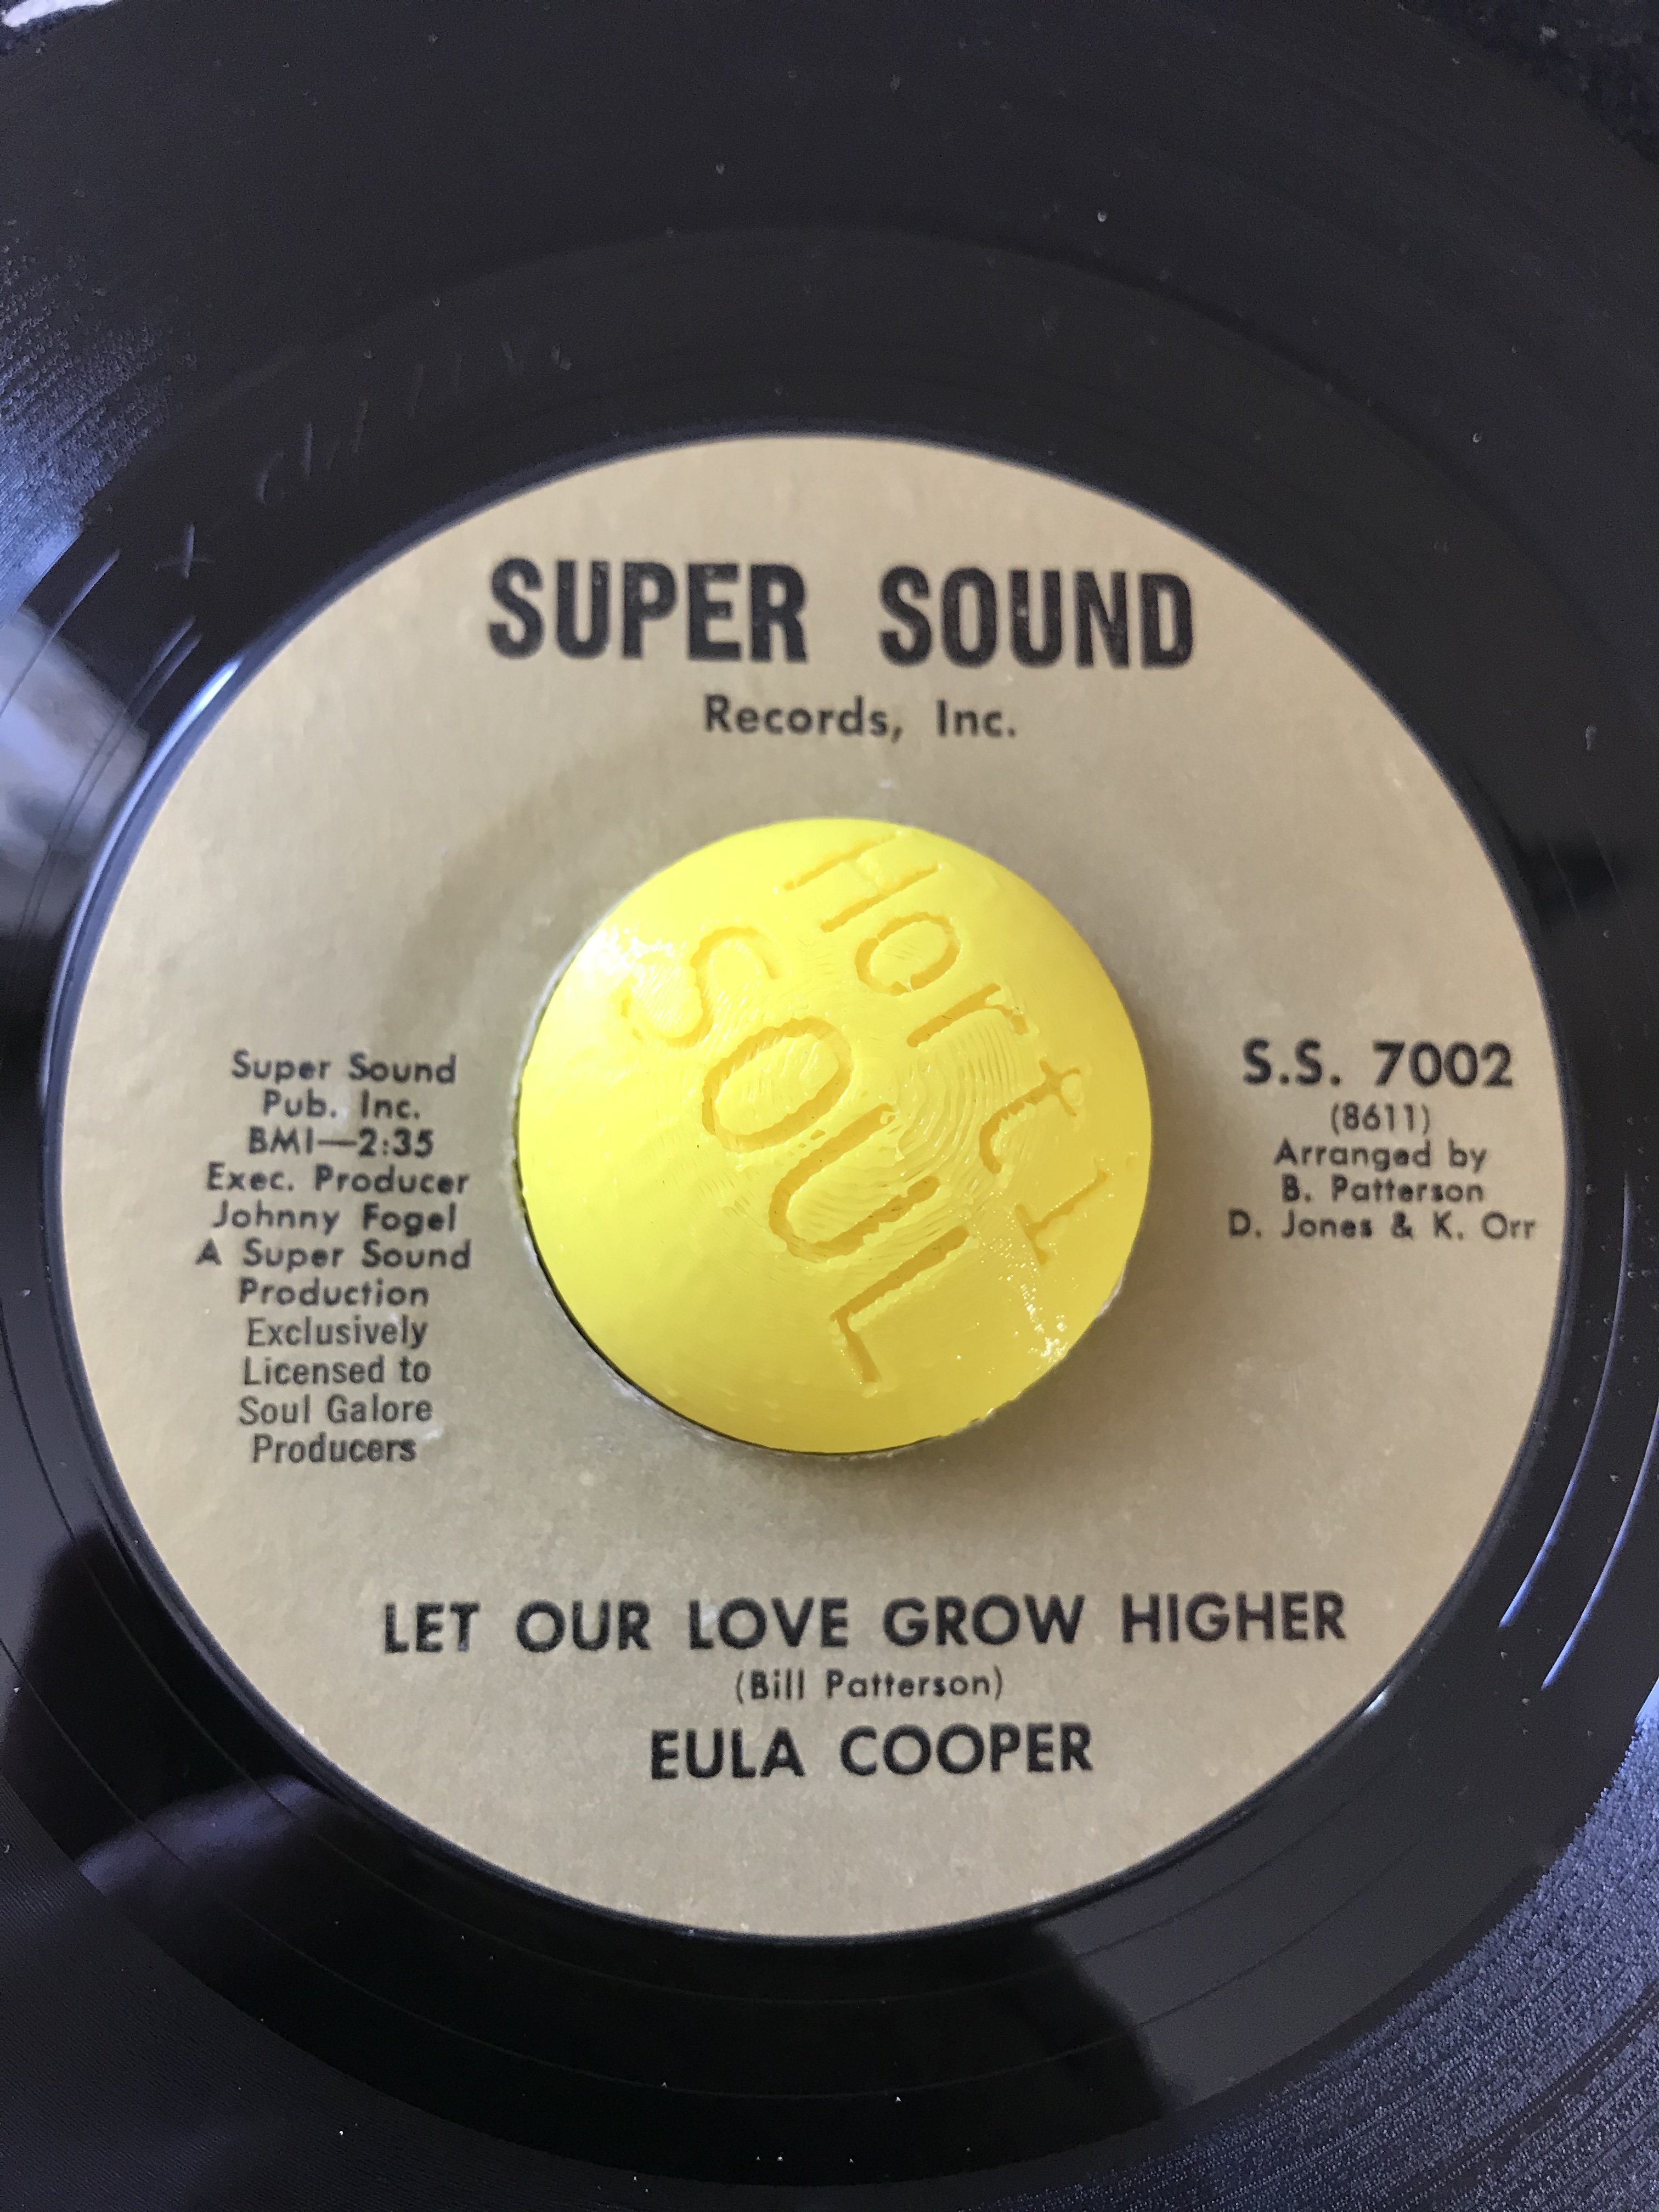 SUPER SOUND
Records, Inc.
Super Sound
Pub. Inc.
BMI—2:35
Exec. Producer
Johnny Fogel
A Super Sound
Production
Exclusively
Licensed to
Soul Galore
Producers
Hortt
SOUL
S.S. 7002
(8611)
Arranged by
B. Patterson
D. Jones & K. Orr
LET OUR LOVE GROW HIGHER
(Bill Patterson)
EULA COOPER